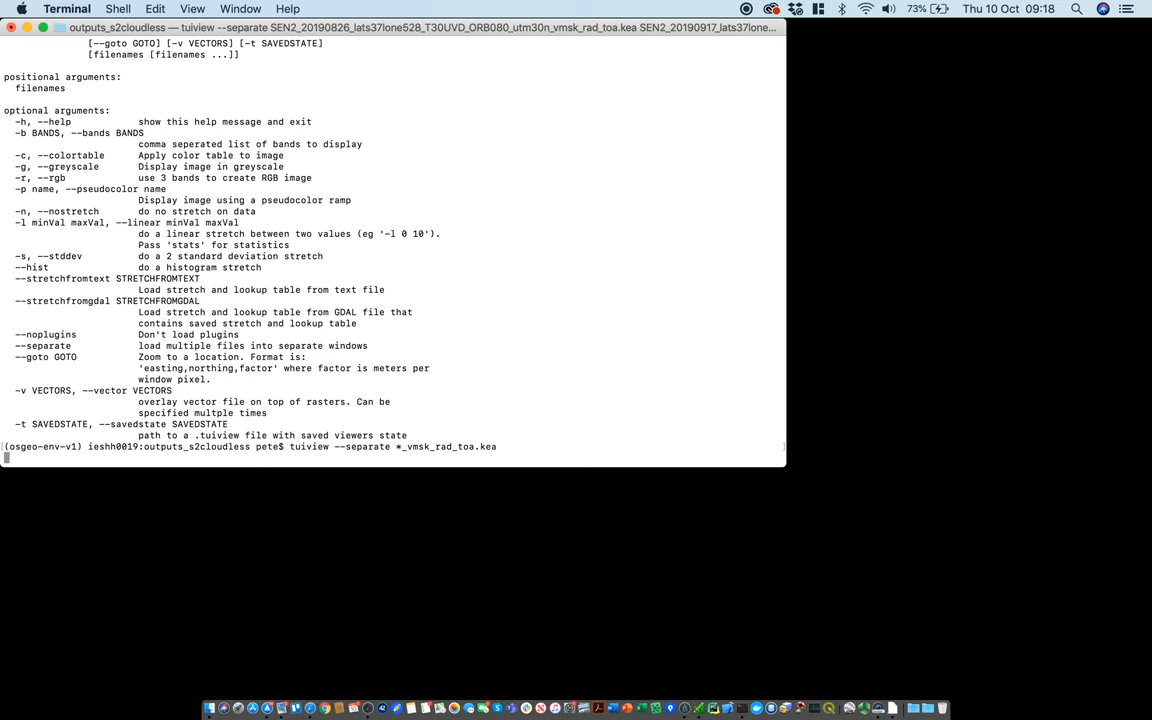 Terminal Shell Edit View Window Help 73% Thu 10 Oct 09:18
outputs_s2cloudless — tuiview --separate SEN2_20190826_lats37lone528_T30UVD_ORB080_utm30n_vmsk_rad_toa.kea SEN2_20190917_lats37lone...
[--goto GOTO] [-v VECTORS] [-t SAVEDSTATE]
[filenames [filenames ...]]
positional arguments:
filenames
optional arguments:
-h, --help show this help message and exit
-b BANDS, --bands BANDS
comma seperated list of bands to display
-c, --colortable Apply color table to image
-g, --greyscale Display image in greyscale
-r, --rgb use 3 bands to create RGB image
-p name, --pseudocolor name
Display image using a pseudocolor ramp
-n, --nostretch do no stretch on data
-l minVal maxVal, --linear minVal maxVal
do a linear stretch between two values (eg '-l 0 10').
Pass 'stats' for statistics
-s, --stddev do a 2 standard deviation stretch
--hist do a histogram stretch
--stretchfromtext STRETCHFROMTEXT
Load stretch and lookup table from text file
--stretchfromgdal STRETCHFROMGDAL
Load stretch and lookup table from GDAL file that
contains saved stretch and lookup table
--noplugins Don't load plugins
--separate load multiple files into separate windows
--goto GOTO Zoom to a location. Format is:
'easting,northing,factor' where factor is meters per
window pixel.
-v VECTORS, --vector VECTORS
overlay vector file on top of rasters. Can be
specified multple times
-t SAVEDSTATE, --savedstate SAVEDSTATE
path to a .tuiview file with saved viewers state
[(osgeo-env-v1) ieshh0019:outputs_s2cloudless pete$ tuiview --separate *_vmsk_rad_toa.kea ]